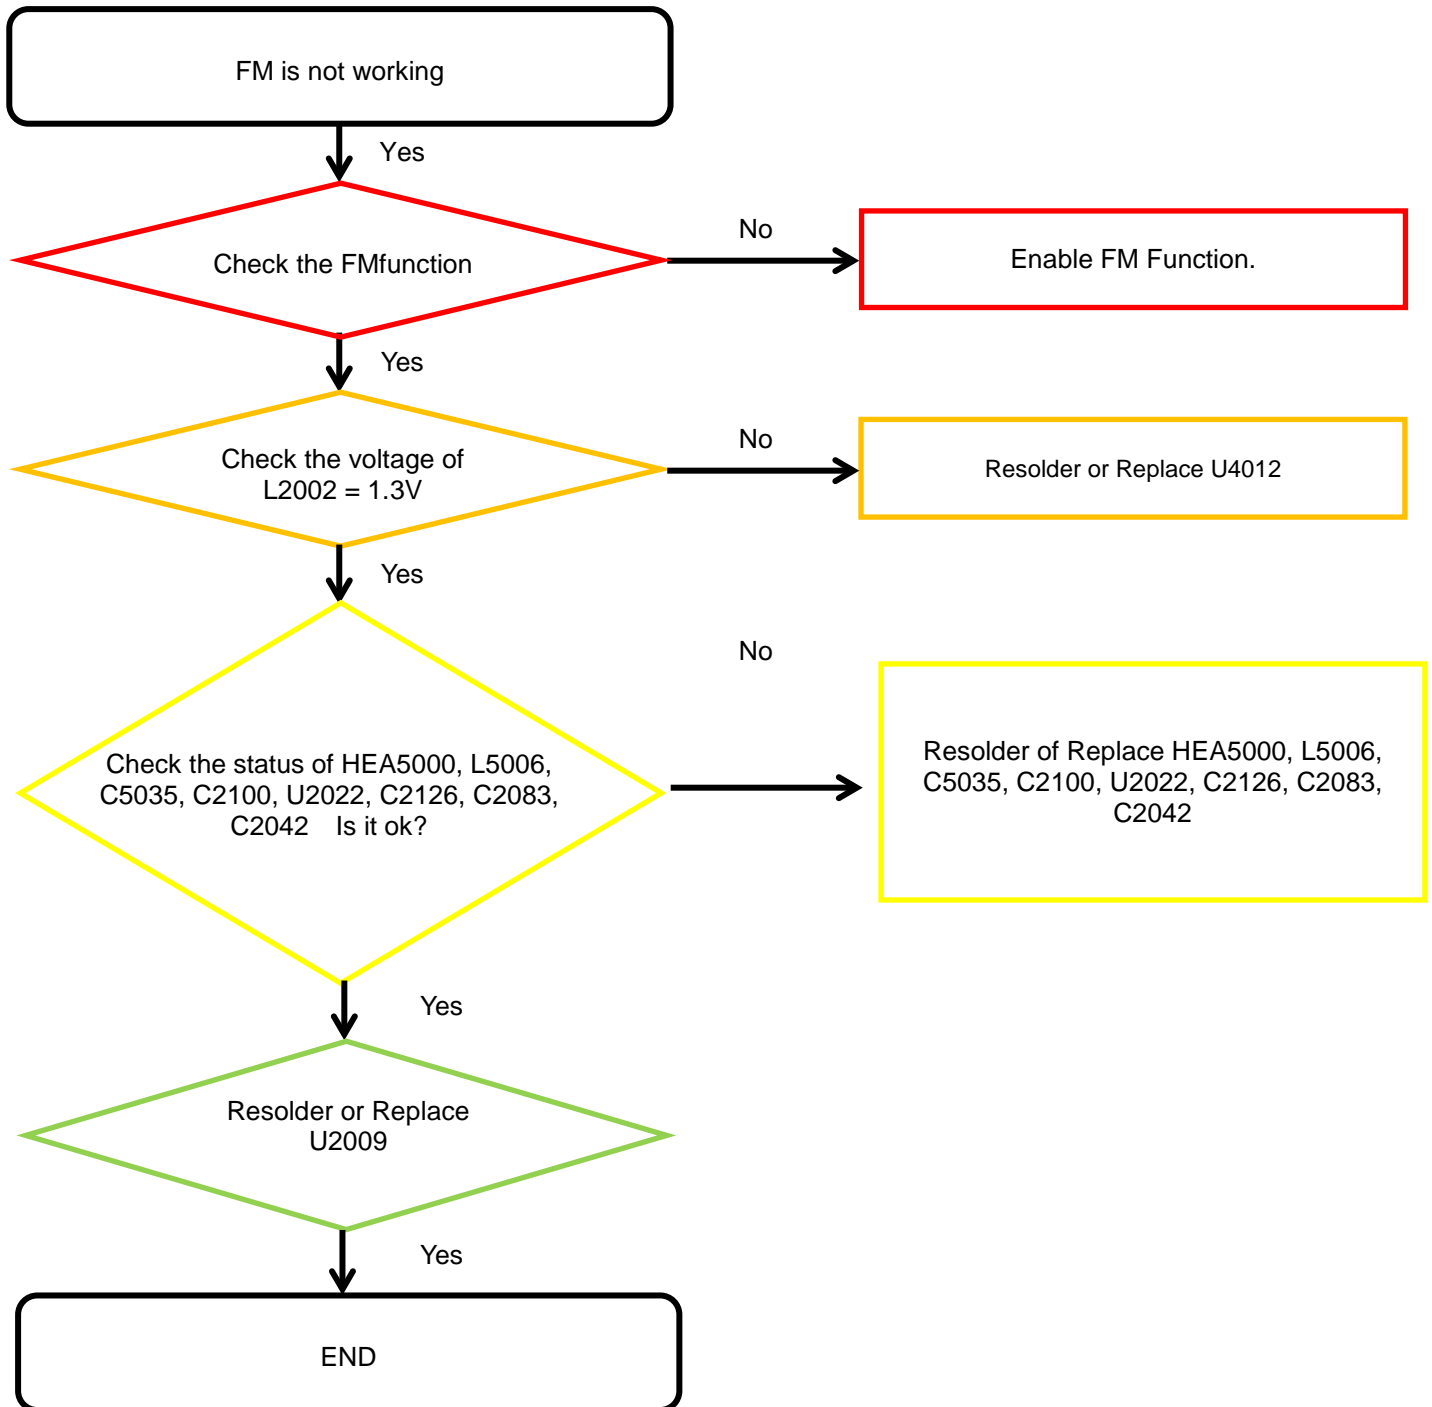 FM is not working
Yes
Check the FMfunction
No
Enable FM Function.
Yes
Check the voltage of
L2002 = 1.3V
No
Resolder or Replace U4012
Yes
Check the status of HEA5000, L5006,
C5035, C2100, U2022, C2126, C2083,
C2042    Is it ok?
No
Resolder of Replace HEA5000, L5006,
C5035, C2100, U2022, C2126, C2083,
C2042
Yes
Resolder or Replace
U2009
Yes
END